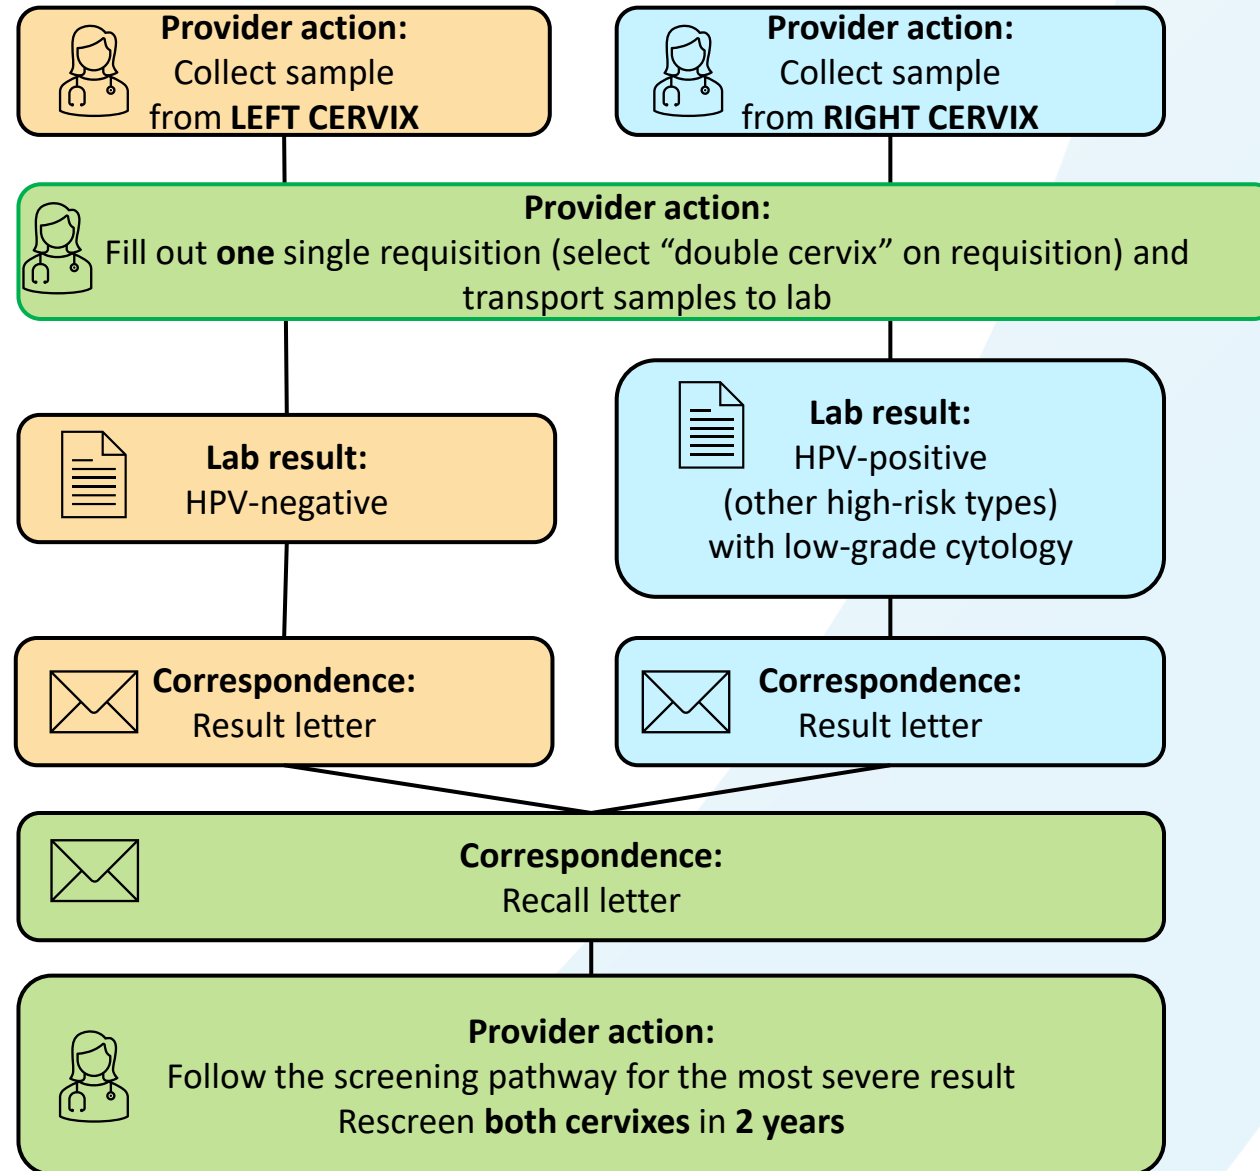 Provider action:
Collect sample
from LEFT CERVIX
Provider action:
Collect sample
from RIGHT CERVIX
Provider action:
Fill out one single requisition (select “double cervix” on requisition) and
transport samples to lab
Lab result:
HPV-negative
Lab result:
HPV-positive
(other high-risk types)
with low-grade cytology
Correspondence:
Result letter
Correspondence:
Result letter
Correspondence:
Recall letter
Provider action:
Follow the screening pathway for the most severe result
Rescreen both cervixes in 2 years